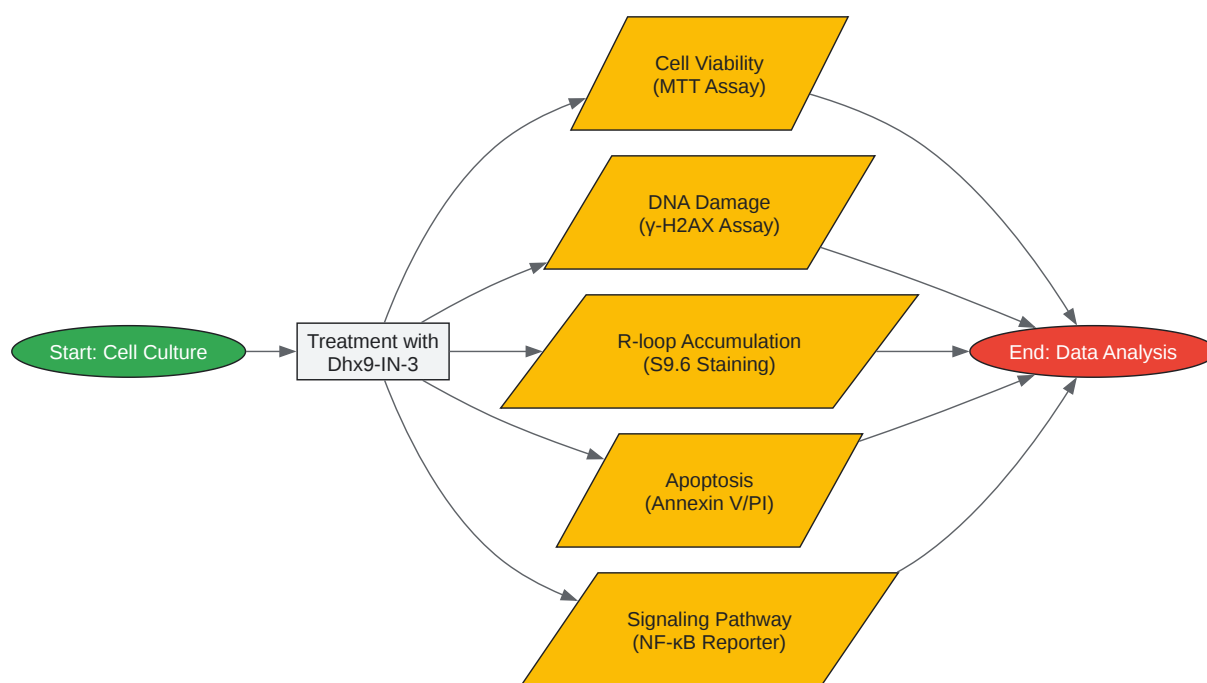 Start: Cell Culture
Treatment with
Dhx9-IN-3
Cell Viability
(MTT Assay)
DNA Damage
(γ-H2AX Assay)
R-loop Accumulation
(S9.6 Staining)
Apoptosis
(Annexin V/PI)
Signaling Pathway
(NF-κB Reporter)
End: Data Analysis